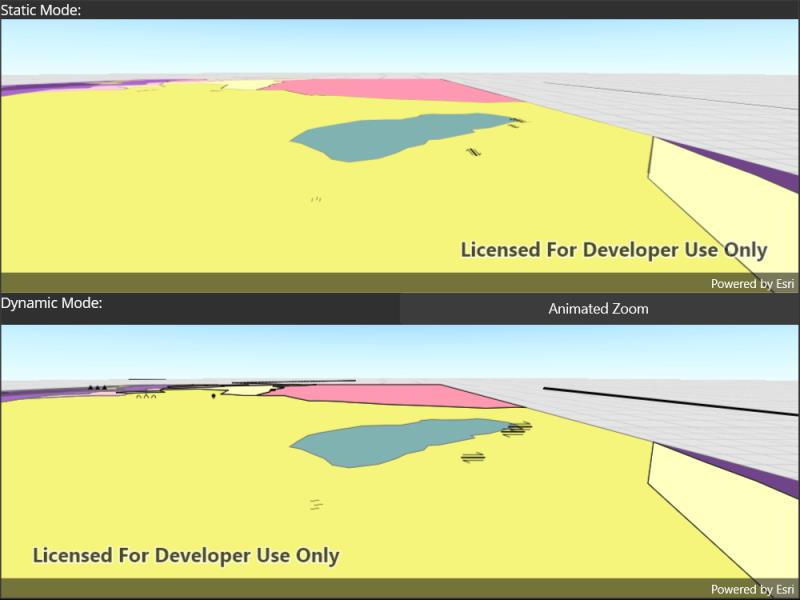 Static Mode:
Licensed For Developer Use Only
Powered by Esri
Dynamic Mode:
Animated Zoom
Licensed For Developer Use Only
Powered by Esri